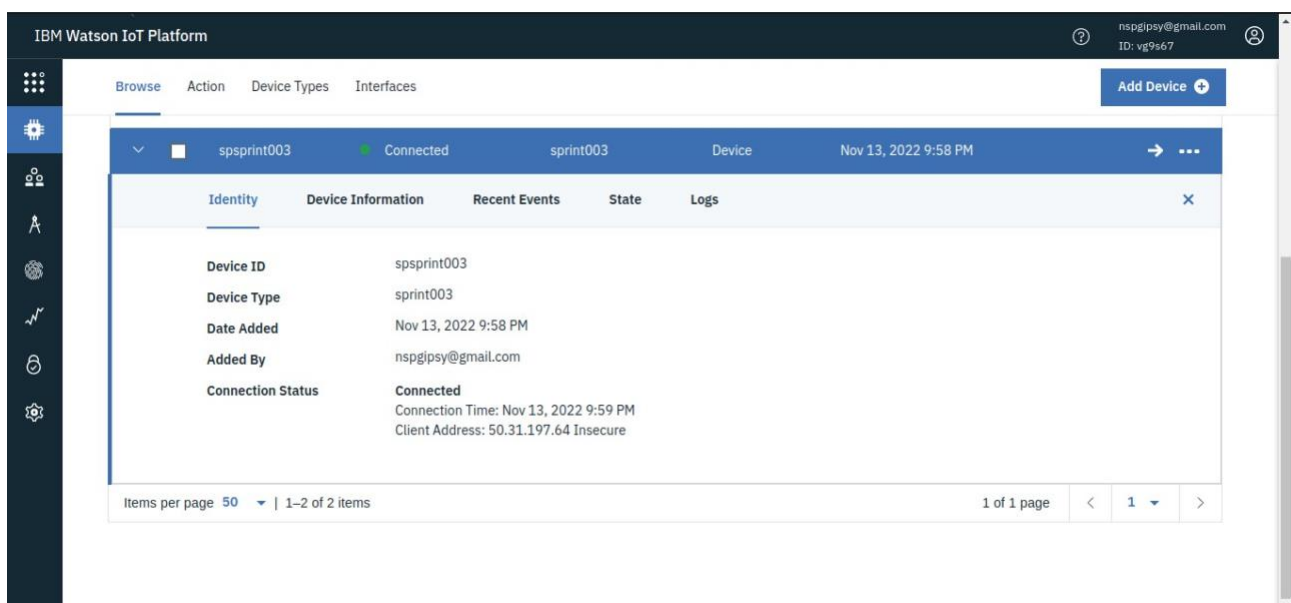 IBM Watson IoT Platform
nspgipsy@gmail.com
ID: vg9s67
Browse Action Device Types Interfaces
Add Device
spsprint003 Connected sprint003 Device Nov 13, 2022 9:58 PM
Identity Device Information Recent Events State Logs
Device ID spsprint003
Device Type sprint003
Date Added Nov 13, 2022 9:58 PM
Added By nspgipsy@gmail.com
Connection Status Connected
Connection Time: Nov 13, 2022 9:59 PM
Client Address: 50.31.197.64 Insecure
Items per page 50 | 1–2 of 2 items 1 of 1 page < 1 >